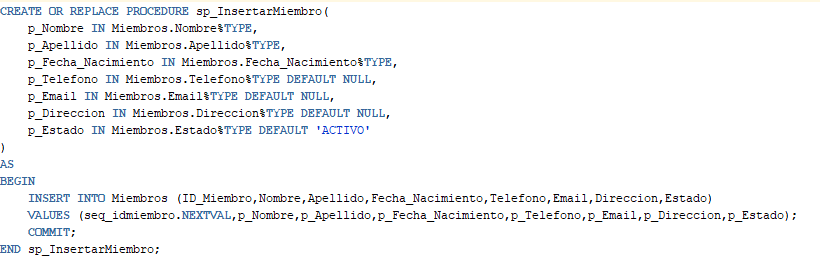 CREATE OR REPLACE PROCEDURE sp_InsertarMiembro(
    p_Nombre IN Miembros.Nombre%TYPE,
    p_Apellido IN Miembros.Apellido%TYPE,
    p_Fecha_Nacimiento IN Miembros.Fecha_Nacimiento%TYPE,
    p_Telefono IN Miembros.Telefono%TYPE DEFAULT NULL,
    p_Email IN Miembros.Email%TYPE DEFAULT NULL,
    p_Direccion IN Miembros.Direccion%TYPE DEFAULT NULL,
    p_Estado IN Miembros.Estado%TYPE DEFAULT 'ACTIVO'
)
AS
BEGIN
    INSERT INTO Miembros (ID_Miembro,Nombre,Apellido,Fecha_Nacimiento,Telefono,Email,Direccion,Estado)
    VALUES (seq_idmiembro.NEXTVAL,p_Nombre,p_Apellido,p_Fecha_Nacimiento,p_Telefono,p_Email,p_Direccion,p_Estado);
    COMMIT;
END sp_InsertarMiembro;